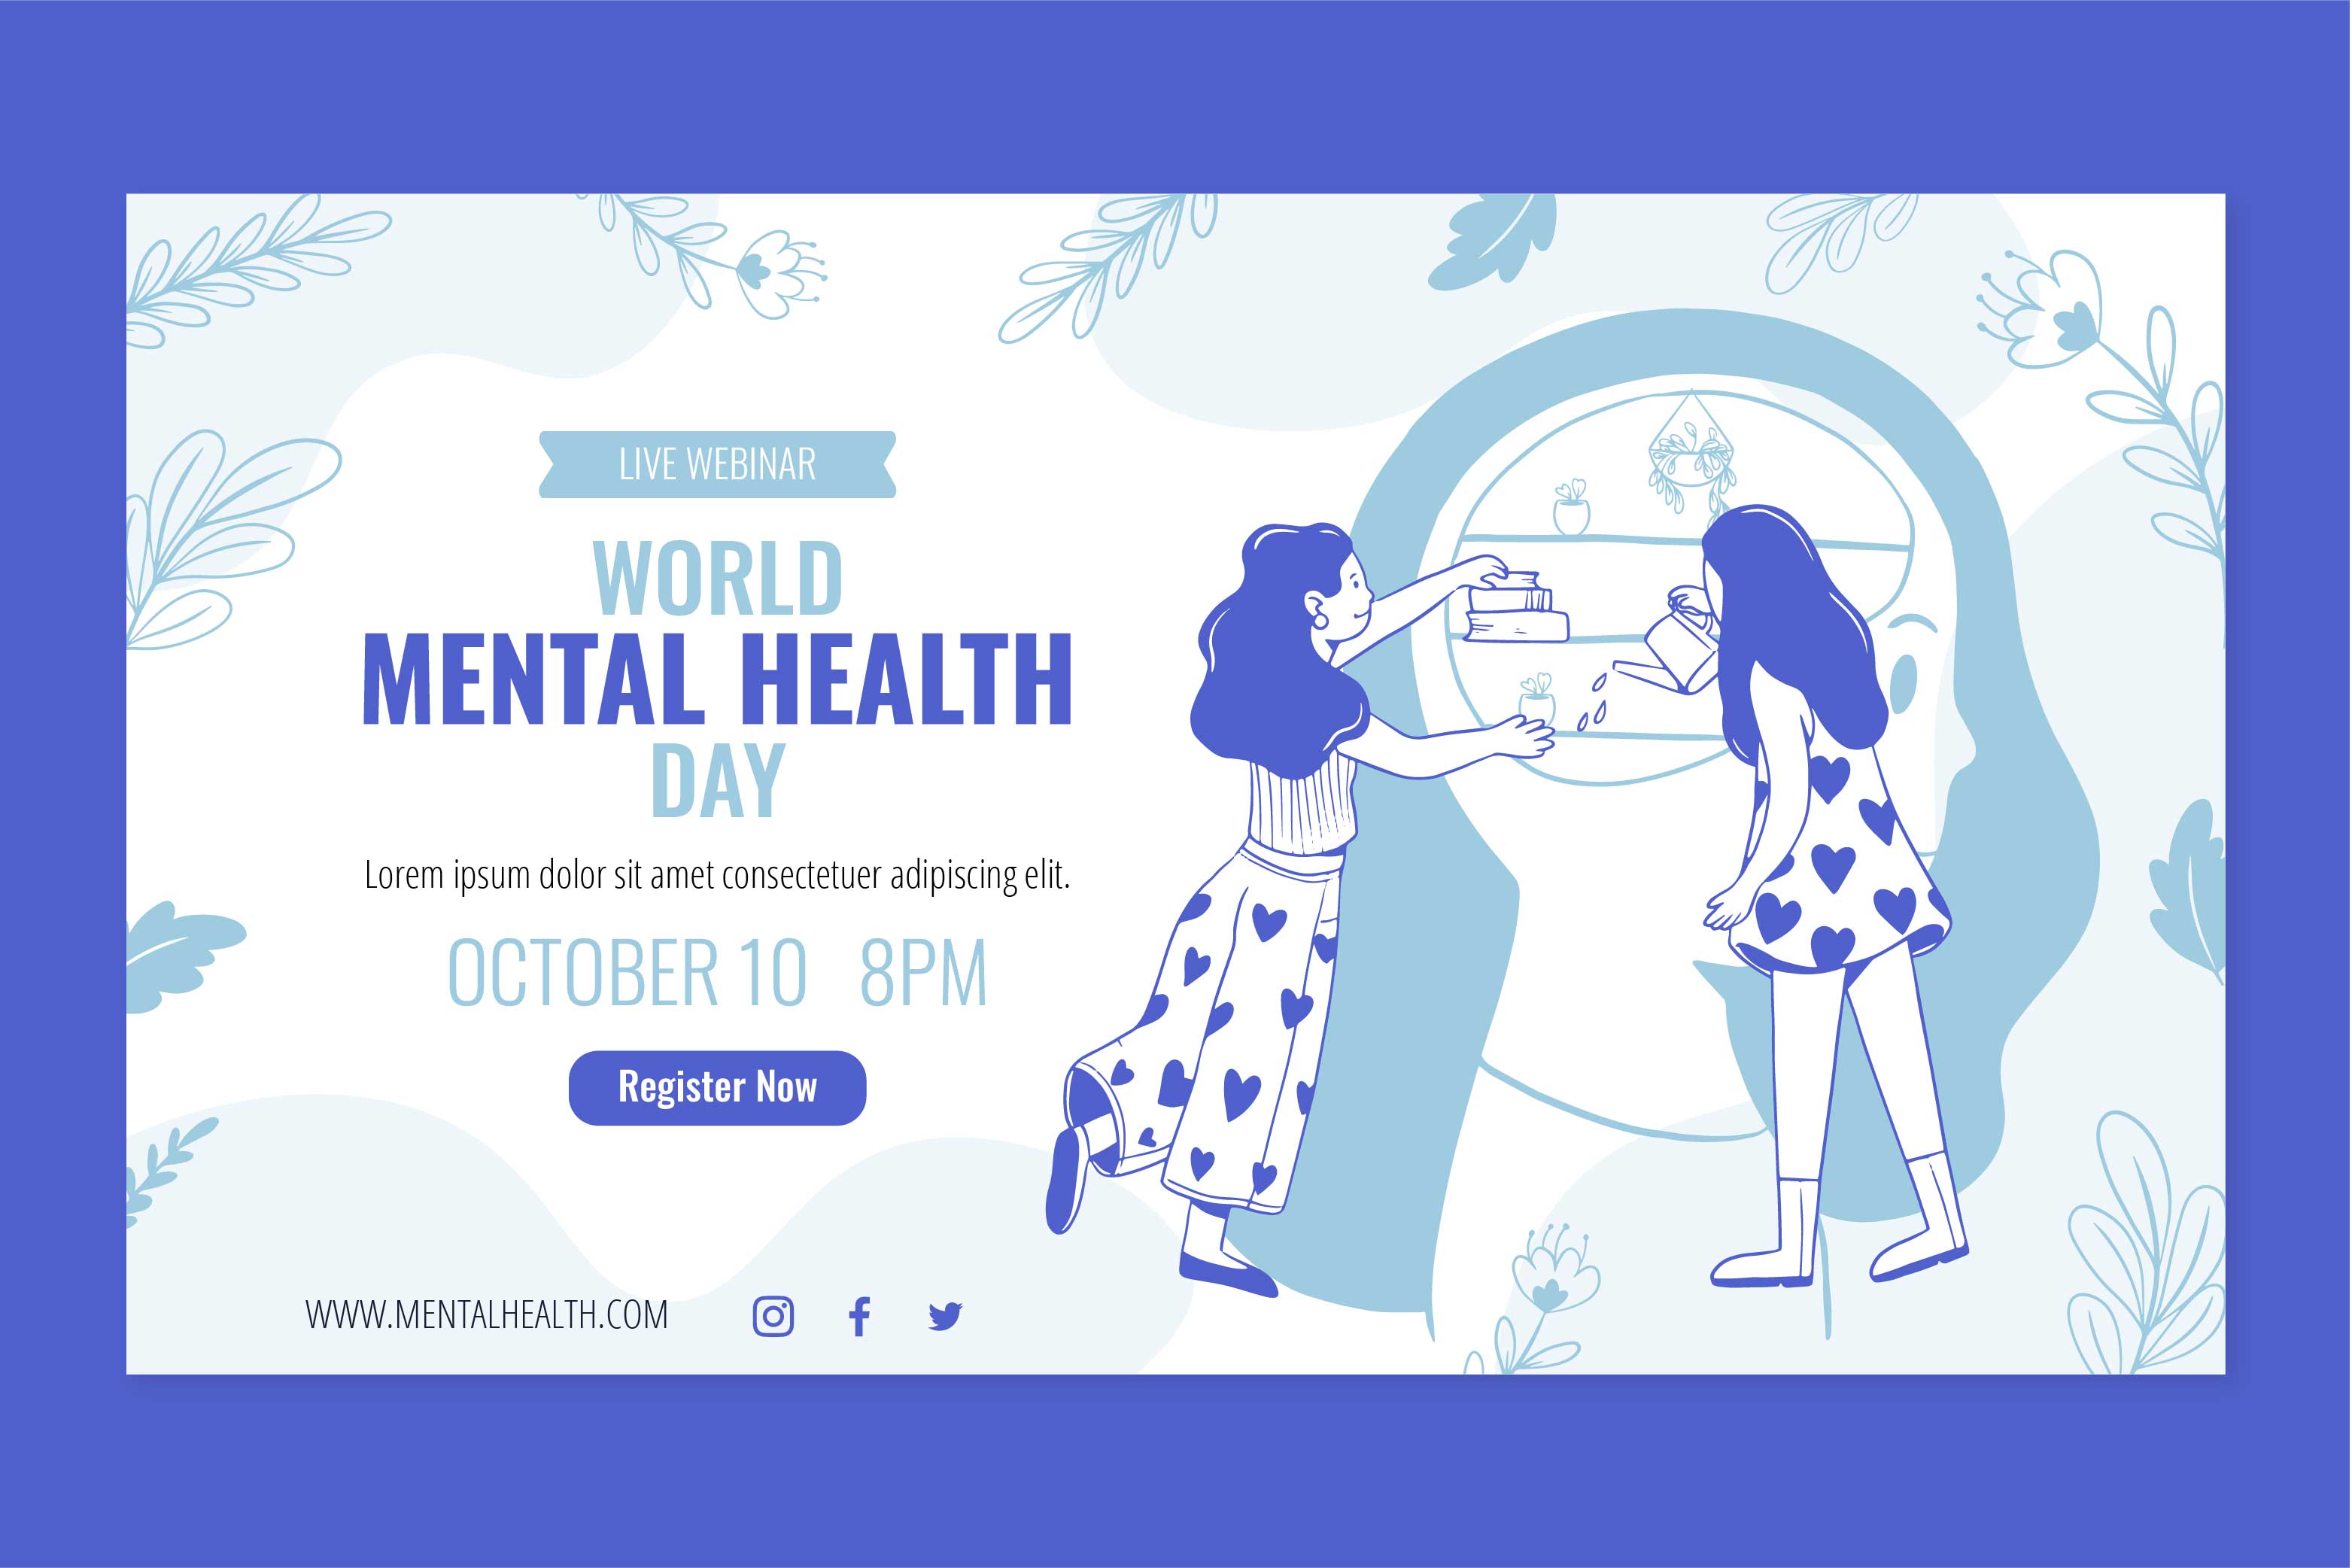 LIVE WEBINAR
WORLD
MENTAL HEALTH
DAY
Lorem ipsum dolor sit amet consectetuer adipiscing elit.
OCTOBER 10 8PM
Register Now
WWW.MENTALHEALTH.COM